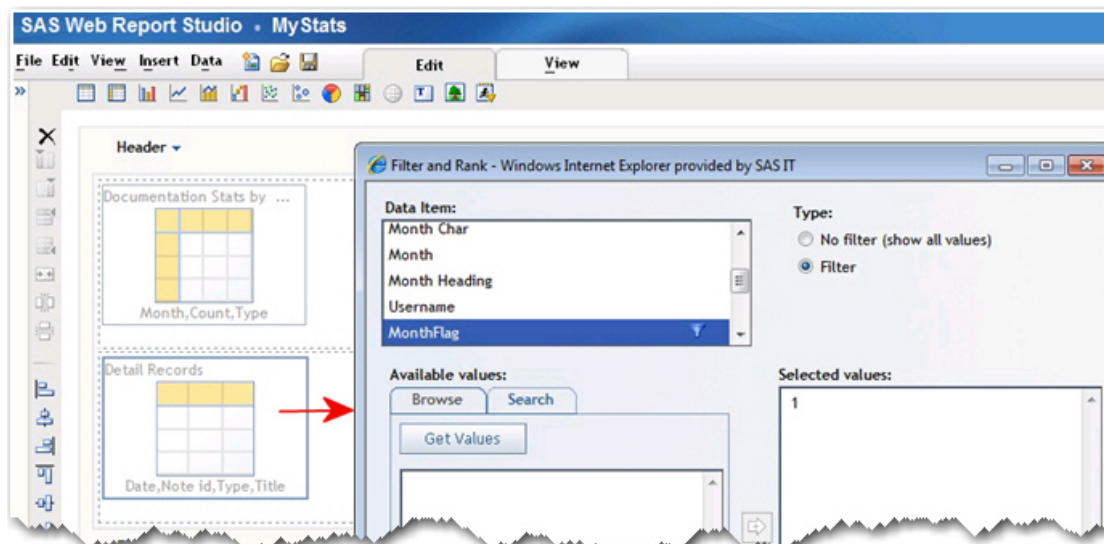 SAS Web Report Studio • MyStats
File Edit View Insert Data
Edit
View
Header
Documentation Stats by ...
Month,Count,Type
Detail Records
Date,Note id,Type,Title
Filter and Rank - Windows Internet Explorer provided by SAS IT
Data Item:
Month Char
Month
Month Heading
Username
MonthFlag
Type:
No filter (show all values)
Filter
Available values:
Browse
Search
Get Values
Selected values:
1